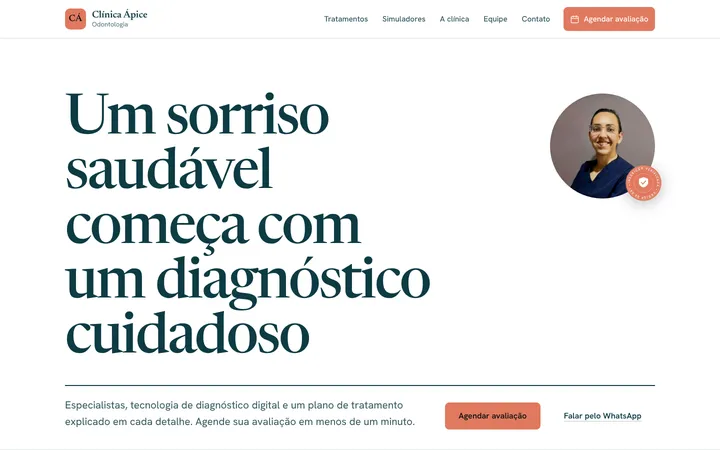 CÁ
Clínica Ápice
Odontologia
Tratamentos
Simuladores
A clínica
Equipe
Contato
Agendar avaliação
Um sorriso
saudável
começa com
um diagnóstico
cuidadoso
Especialistas, tecnologia de diagnóstico digital e um plano de tratamento
explicado em cada detalhe. Agende sua avaliação em menos de um minuto.
Agendar avaliação
Falar pelo WhatsApp